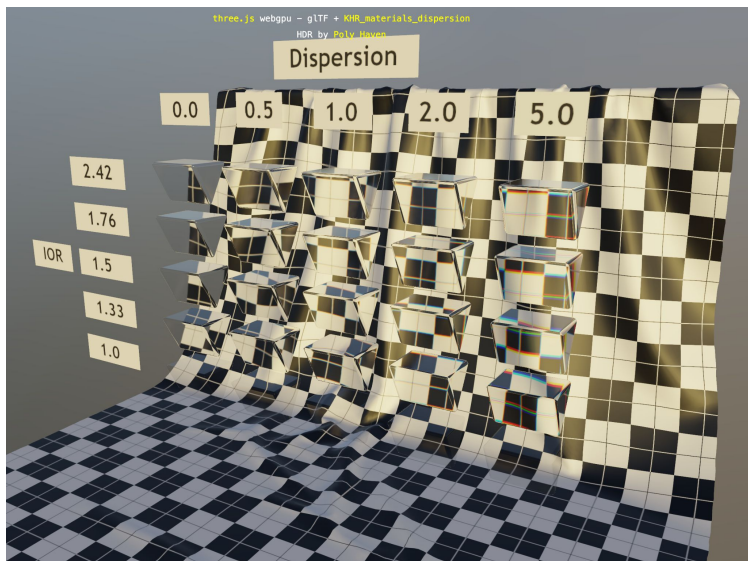 three.js webgpu - glTF + KHR_materials_dispersion
HDR by Poly Haven
Dispersion
0.0 0.5 1.0 2.0 5.0
2.42
1.76
IOR 1.5
1.33
1.0